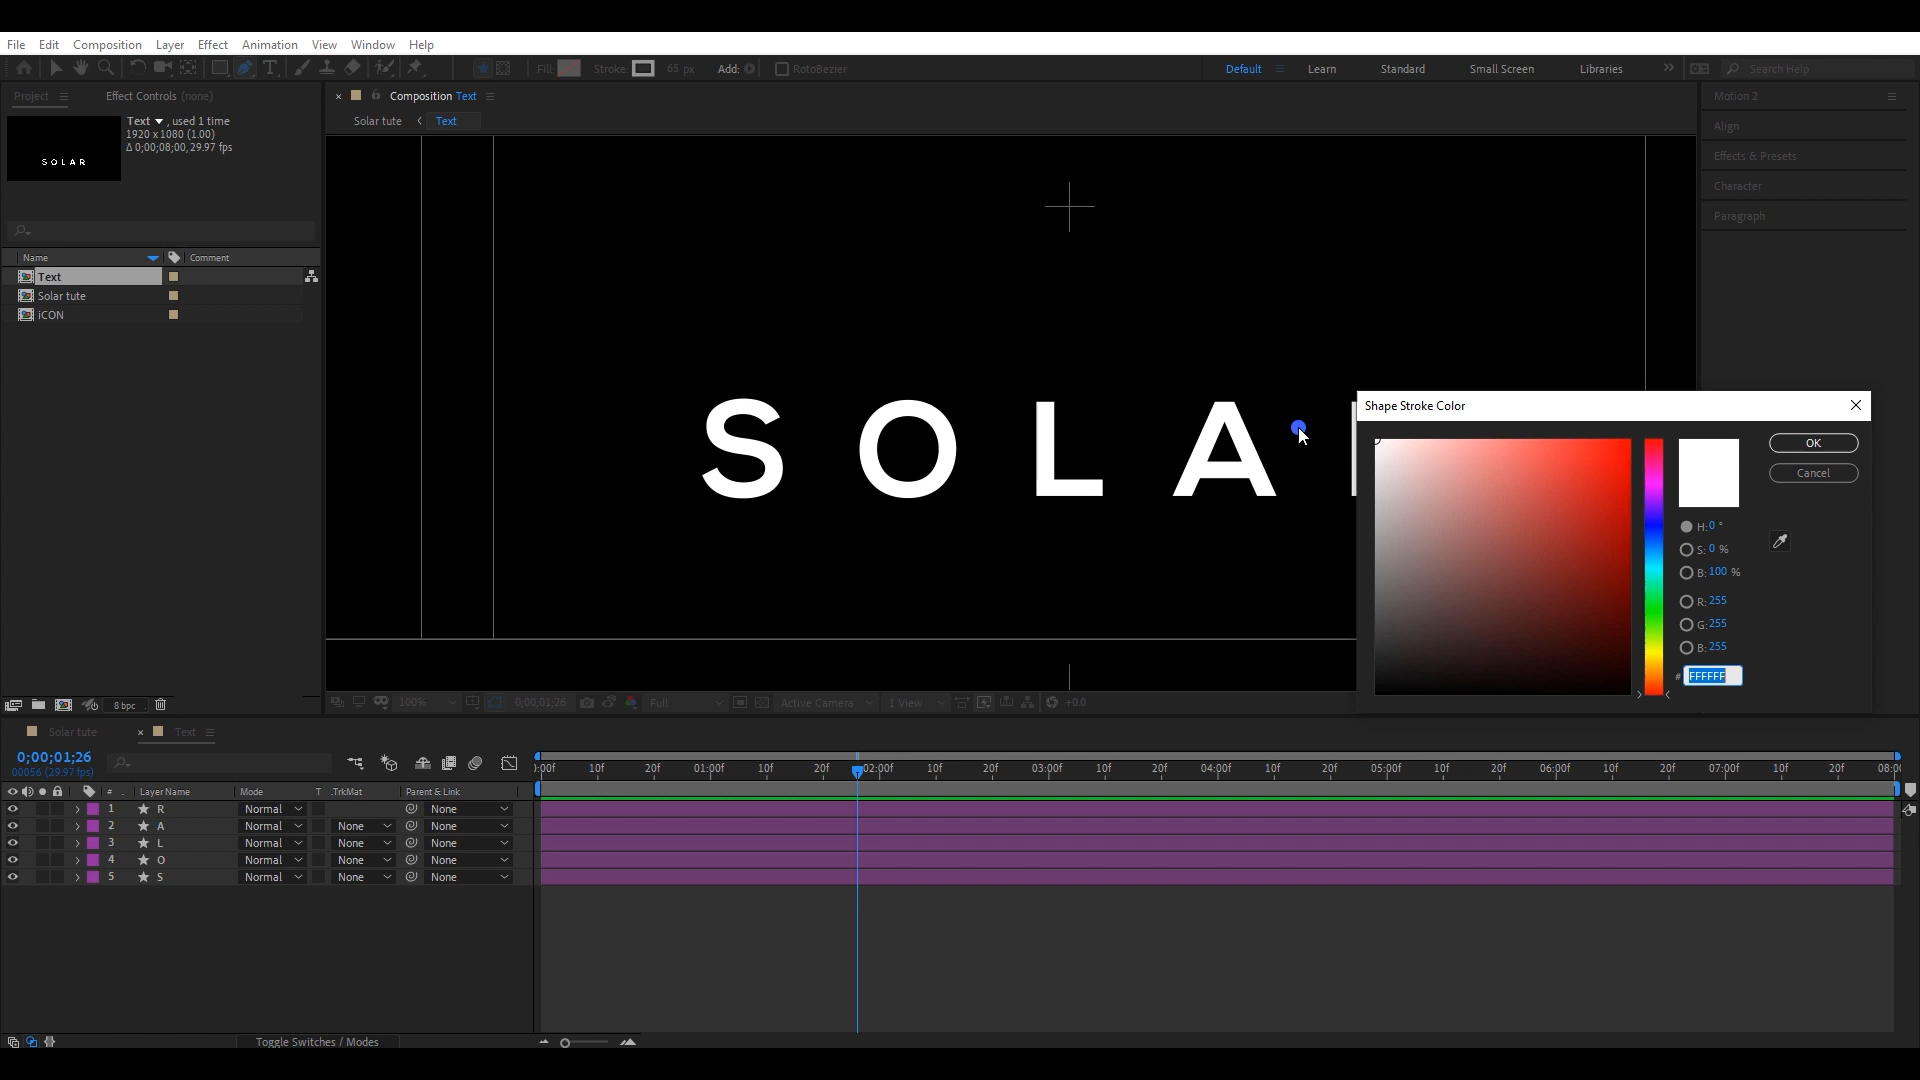 File Edit Composition Layer Effect Animation View Window Help
Fill: Stroke: 65 px Add: RotoBezier Default Learn Standard Small Screen Libraries Search Help
Project Effect Controls (none)
Composition Text
Solar tute Text
Text , used 1 time
1920 x 1080 (1.00)
Δ 0;00;08;00, 29.97 fps
SOLAR
Name Comment
Text
Solar tute
iCON
8 bpc
S O L A
Motion 2
Align
Effects & Presets
Character
Paragraph
Shape Stroke Color
OK
Cancel
H: 0 °
S: 0 %
B: 100 %
R: 255
G: 255
B: 255
# FFFFFF
100% 0;00;01;26 Full Active Camera 1 View +0.0
Solar tute Text
0;00;01;26
00056 (29.97 fps)
):00f 10f 20f 01:00f 10f 20f 02:00f 10f 20f 03:00f 10f 20f 04:00f 10f 20f 05:00f 10f 20f 06:00f 10f 20f 07:00f 10f 20f 08:00
# . Layer Name Mode T .TrkMat Parent & Link
1 R Normal None
2 A Normal None None
3 L Normal None None
4 O Normal None None
5 S Normal None None
Toggle Switches / Modes